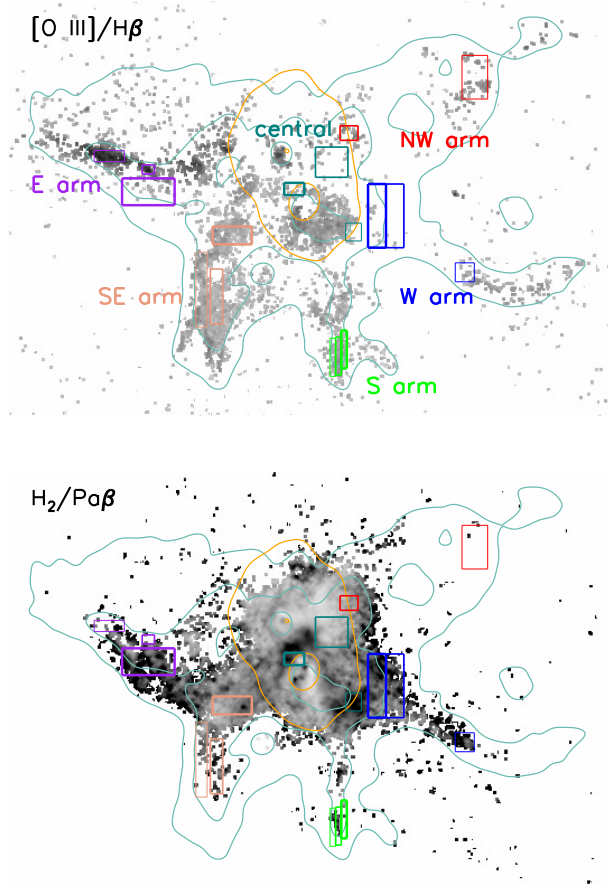 [O III]/Hβ
central
NW arm
E arm
SE arm
W arm
S arm
H₂/Paβ